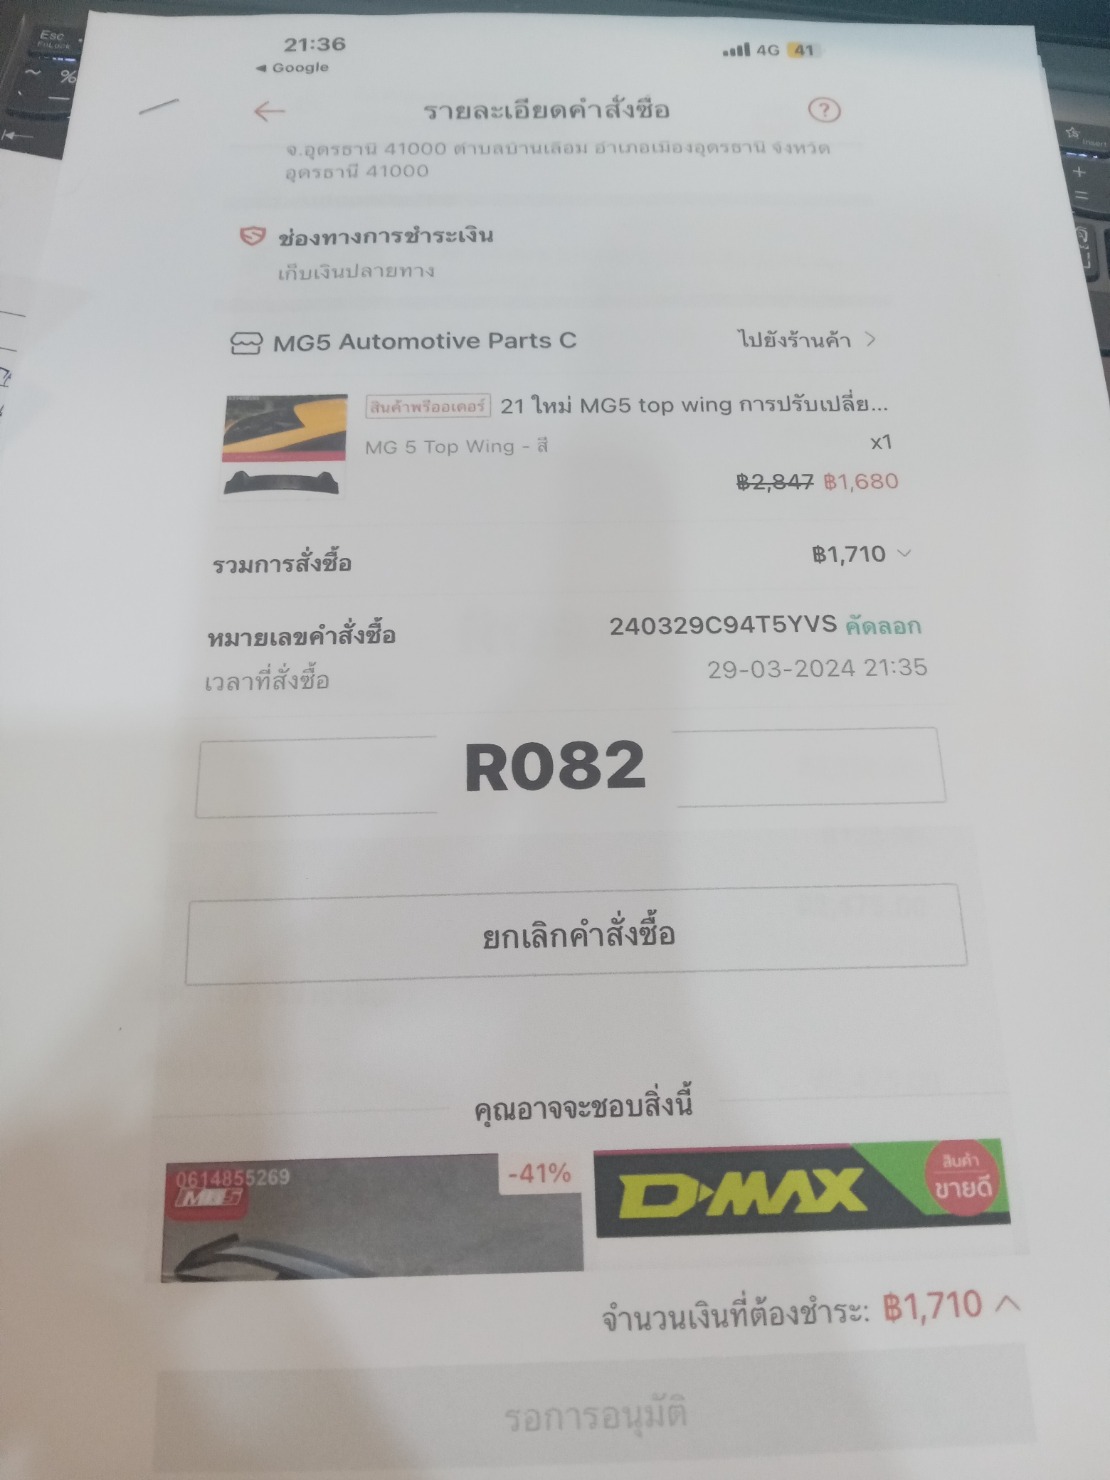 21:36
4G 41
◄ Google
รายละเอียดคำสั่งซื้อ
?
จ.อุดรธานี 41000 ตำบลบ้านเลื่อม อำเภอเมืองอุดรธานี จังหวัด
อุดรธานี 41000
ช่องทางการชำระเงิน
เก็บเงินปลายทาง
MG5 Automotive Parts C
ไปยังร้านค้า >
สินค้าพรีออเดอร์ 21 ใหม่ MG5 top wing การปรับเปลี่ย...
MG 5 Top Wing - สี
x1
฿2,847 ฿1,680
รวมการสั่งซื้อ ฿1,710
หมายเลขคำสั่งซื้อ 240329C94T5YVS คัดลอก
เวลาที่สั่งซื้อ 29-03-2024 21:35
R082
ยกเลิกคำสั่งซื้อ
คุณอาจจะชอบสิ่งนี้
0614855269
MG5
-41%
D-MAX
สินค้า
ขายดี
จำนวนเงินที่ต้องชำระ: ฿1,710
รอการอนุมัติ